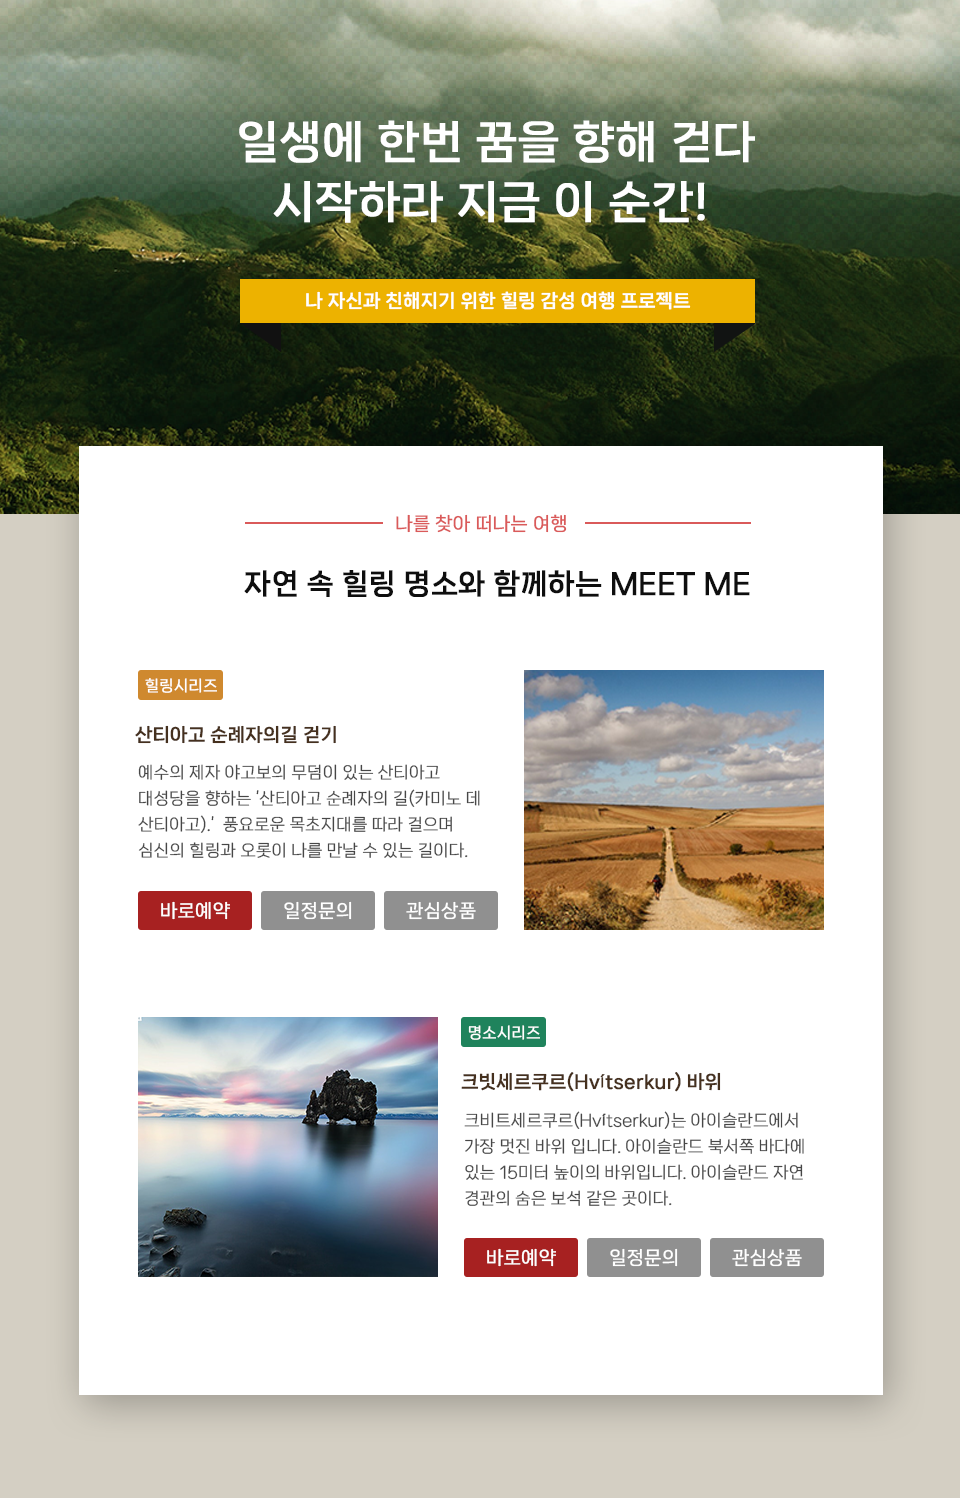 일생에 한번 꿈을 향해 걷다
시작하라 지금 이 순간!
나 자신과 친해지기 위한 힐링 감성 여행 프로젝트
나를 찾아 떠나는 여행
자연 속 힐링 명소와 함께하는 MEET ME
힐링시리즈
산티아고 순례자의길 걷기
예수의 제자 야고보의 무덤이 있는 산티아고
대성당을 향하는 '산티아고 순례자의 길(카미노 데
산티아고).' 풍요로운 목초지대를 따라 걸으며
심신의 힐링과 오롯이 나를 만날 수 있는 길이다.
바로예약 일정문의 관심상품
명소시리즈
크빗세르쿠르(Hvítserkur) 바위
크비트세르쿠르(Hvítserkur)는 아이슬란드에서
가장 멋진 바위 입니다. 아이슬란드 북서쪽 바다에
있는 15미터 높이의 바위입니다. 아이슬란드 자연
경관의 숨은 보석 같은 곳이다.
바로예약 일정문의 관심상품